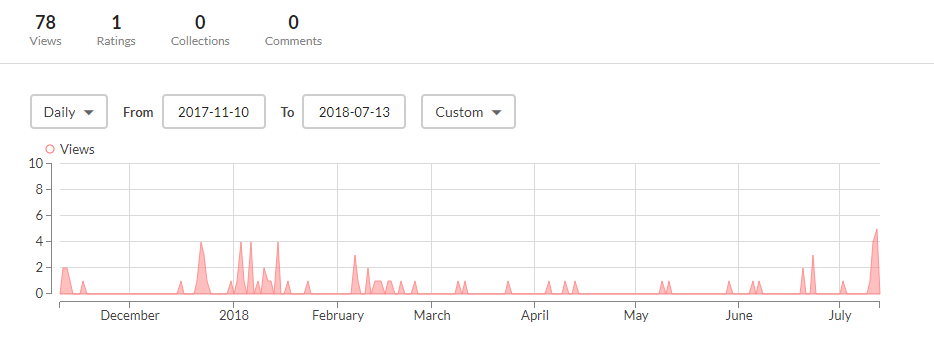 78 1 0 0
Views Ratings Collections Comments
Daily From 2017-11-10 To 2018-07-13 Custom
Views
10
8
6
4
2
0
December 2018 February March April May June July